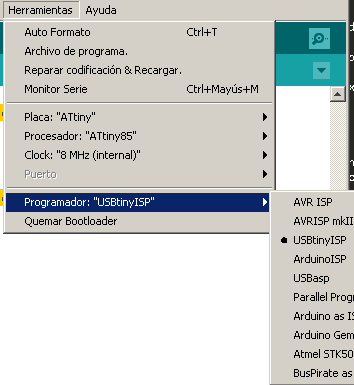 Herramientas Ayuda
Auto Formato Ctrl+T
Archivo de programa.
Reparar codificación & Recargar.
Monitor Serie Ctrl+Mayús+M
Placa: "ATtiny"
Procesador: "ATtiny85"
Clock: "8 MHz (internal)"
Puerto
Programador: "USBtinyISP"
Quemar Bootloader
AVR ISP
AVRISP mkII
USBtinyISP
ArduinoISP
USBasp
Parallel Prog
Arduino as IS
Arduino Gem
Atmel STK50
BusPirate as